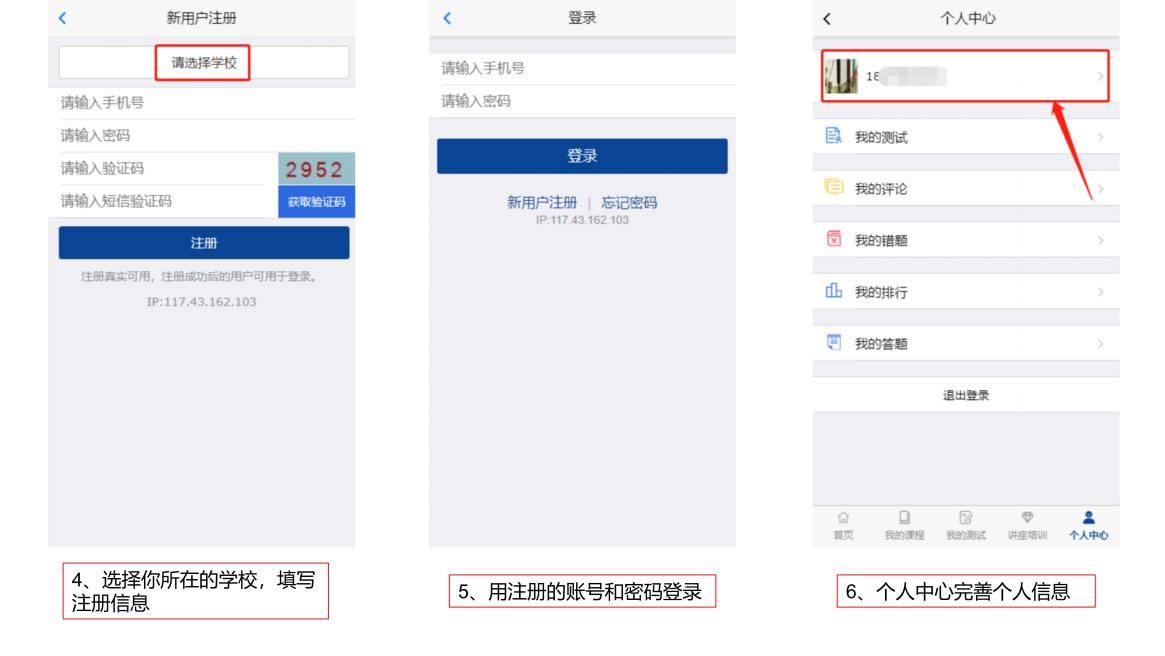 新用户注册
请选择学校
请输入手机号
请输入密码
请输入验证码
2952
请输入短信验证码
获取验证码
注册
注册真实可用，注册成功后的用户可用于登录。
IP:117.43.162.103
4、选择你所在的学校，填写
注册信息
登录
请输入手机号
请输入密码
登录
新用户注册 | 忘记密码
IP:117.43.162.103
5、用注册的账号和密码登录
个人中心
18
我的测试
我的评论
我的错题
我的排行
我的答题
退出登录
首页 我的课程 我的测试 讲座培训 个人中心
6、个人中心完善个人信息